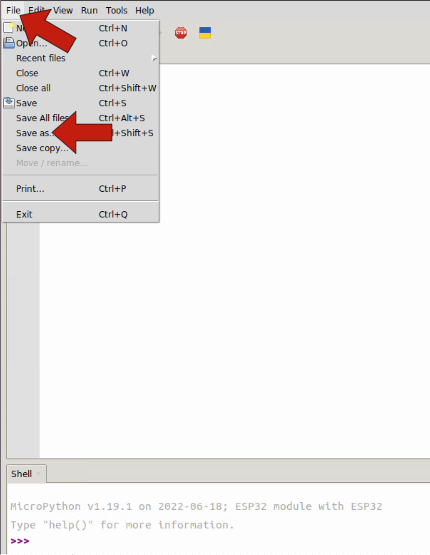 File Edit View Run Tools Help
Ctrl+N
Open... Ctrl+O
Recent files
Close Ctrl+W
Close all Ctrl+Shift+W
Save Ctrl+S
Save All files Ctrl+Alt+S
Save as... Ctrl+Shift+S
Save copy...
Move / rename...
Print... Ctrl+P
Exit Ctrl+Q
STOP
Shell ×
MicroPython v1.19.1 on 2022-06-18; ESP32 module with ESP32
Type "help()" for more information.
>>>